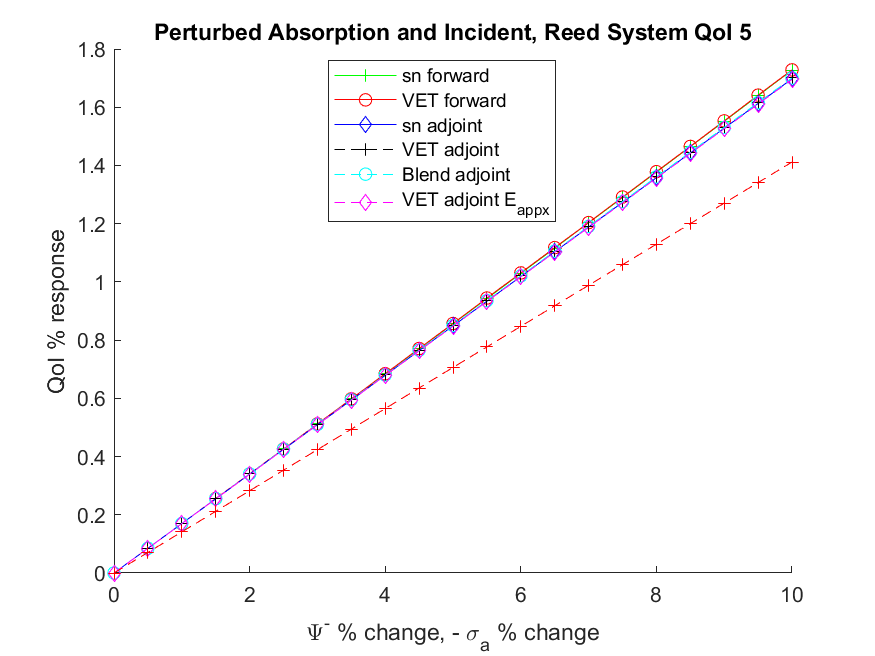 Perturbed Absorption and Incident, Reed System QoI 5
1.8
1.6
1.4
1.2
1
0.8
0.6
0.4
0.2
0
QoI % response
sn forward
VET forward
sn adjoint
VET adjoint
Blend adjoint
VET adjoint E_appx
0 2 4 6 8 10
Ψ⁻ % change, - σ_a % change